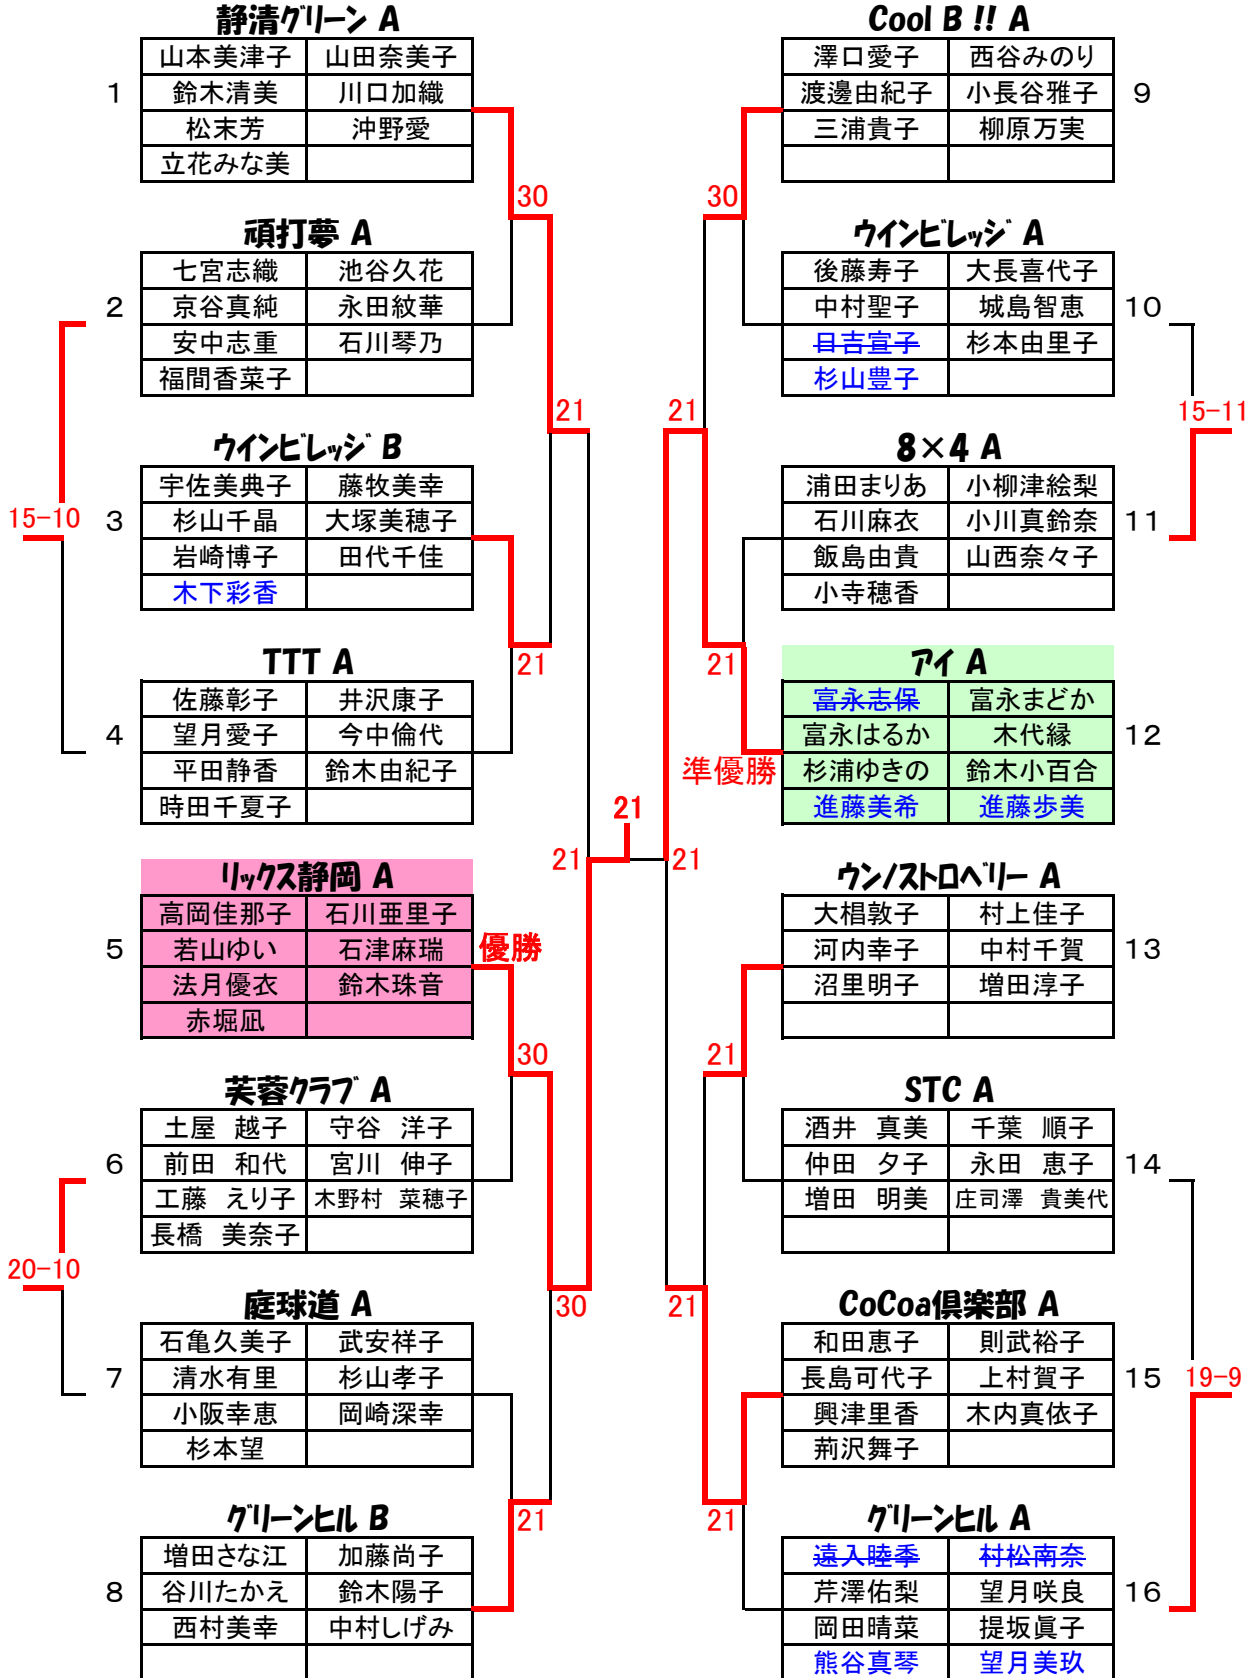 静清グリーン A
山本美津子 山田奈美子
1 鈴木清美 川口加織
松末芳 沖野愛
立花みな美
30
頑打夢 A
七宮志織 池谷久花
2 京谷真純 永田紋華
安中志重 石川琴乃
福間香菜子
21
ウインビレッジ B
宇佐美典子 藤牧美幸
15-10 3 杉山千晶 大塚美穂子
岩崎博子 田代千佳
木下彩香
TTT A 21
佐藤彰子 井沢康子
4 望月愛子 今中倫代
平田静香 鈴木由紀子
時田千夏子
21
21
リックス静岡 A
高岡佳那子 石川亜里子
5 若山ゆい 石津麻瑞 優勝
法月優衣 鈴木珠音
赤堀凪
30
芙蓉クラブ A
土屋 越子 守谷 洋子
6 前田 和代 宮川 伸子
工藤 えり子 木野村 菜穂子
長橋 美奈子
20-10
庭球道 A 30
石亀久美子 武安祥子
7 清水有里 杉山孝子
小阪幸恵 岡崎深幸
杉本望
グリーンヒル B 21
増田さな江 加藤尚子
8 谷川たかえ 鈴木陽子
西村美幸 中村しげみ
Cool B !! A
澤口愛子 西谷みのり
渡邊由紀子 小長谷雅子 9
三浦貴子 柳原万実
30
ウインビレッジ A
後藤寿子 大長喜代子
中村聖子 城島智恵 10
日吉宣子 杉本由里子
杉山豊子
21 15-11
8×4 A
浦田まりあ 小柳津絵梨
石川麻衣 小川真鈴奈 11
飯島由貴 山西奈々子
小寺穂香
21 アイ A
富永志保 富永まどか
富永はるか 木代縁 12
準優勝 杉浦ゆきの 鈴木小百合
進藤美希 進藤歩美
21
ウン/ストロベリー A
大椙敦子 村上佳子
河内幸子 中村千賀 13
沼里明子 増田淳子
21
STC A
酒井 真美 千葉 順子
仲田 夕子 永田 恵子 14
増田 明美 庄司澤 貴美代
21 CoCoa倶楽部 A
和田恵子 則武裕子
長島可代子 上村賀子 15 19-9
興津里香 木内真依子
荊沢舞子
21 グリーンヒル A
遠入睦季 村松南奈
芹澤佑梨 望月咲良 16
岡田晴菜 提坂眞子
熊谷真琴 望月美玖